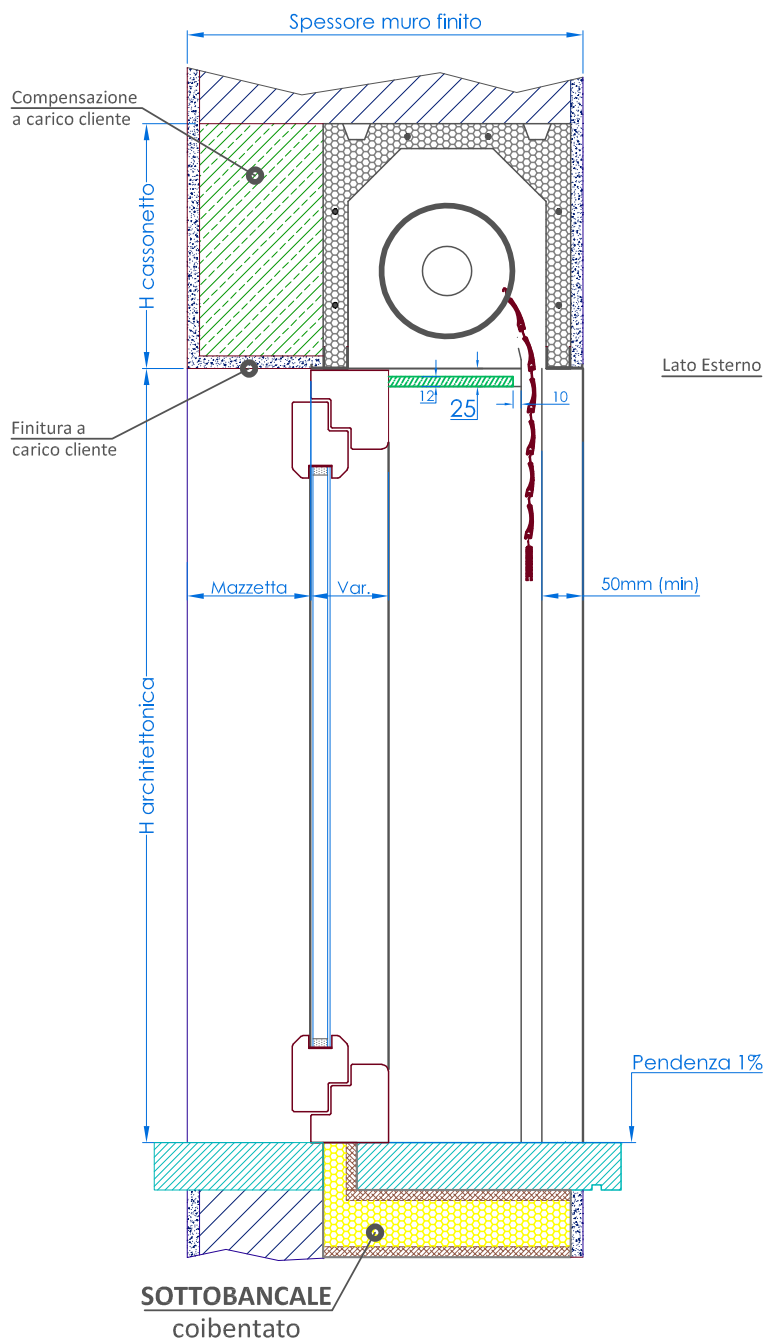 Spessore muro finito
Compensazione
a carico cliente
H cassonetto
Lato Esterno
12
25
10
Finitura a
carico cliente
Mazzetta
Var.
50mm (min)
H architettonica
Pendenza 1%
SOTTOBANCALE
coibentato